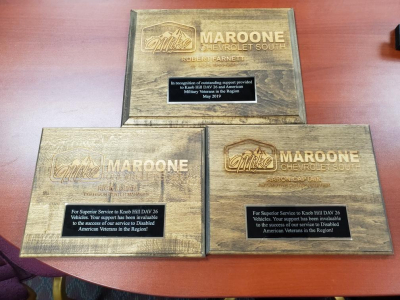 MAROONE
CHEVROLET SOUTH
ROBERT BARNETT
In recognition of outstanding support provided
to Knob Hill DAV 26 and American
Military Veterans in the Region
May 2019
MAROONE
For Superior Service to Knob Hill DAV 26
Vehicles. Your support has been invaluable
to the success of our service to Disabled
American Veterans in the Region!
MAROONE
CHEVROLET
For Superior Service to Knob Hill DAV 26
Vehicles. Your support has been invaluable
to the success of our service to Disabled
American Veterans in the Region!